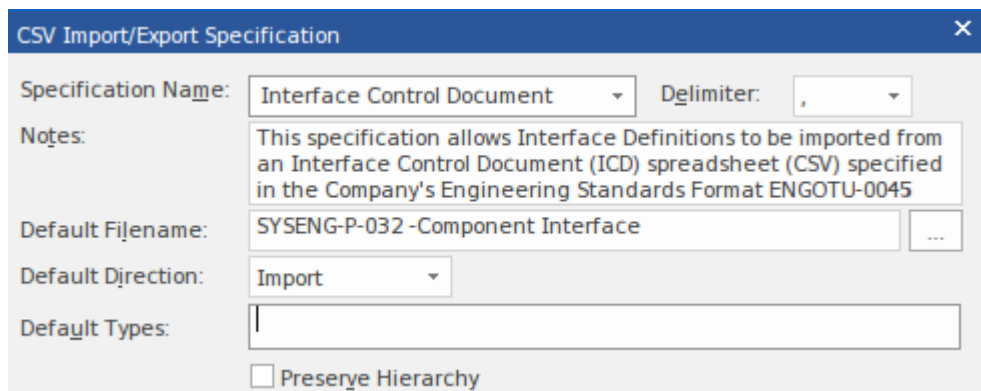 CSV Import/Export Specification
Specification Name: Interface Control Document Delimiter: ,
Notes: This specification allows Interface Definitions to be imported from
an Interface Control Document (ICD) spreadsheet (CSV) specified
in the Company's Engineering Standards Format ENGOTU-0045
Default Filename: SYSENG-P-032 -Component Interface ...
Default Direction: Import
Default Types:
Preserve Hierarchy